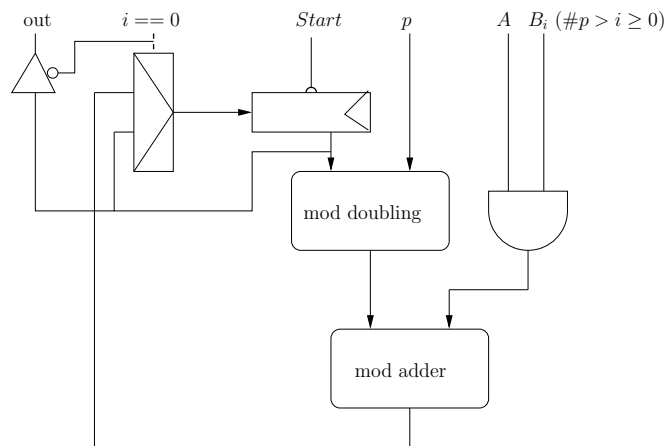 out
i == 0
Start
p
A
B_i (#p > i ≥ 0)
mod doubling
mod adder